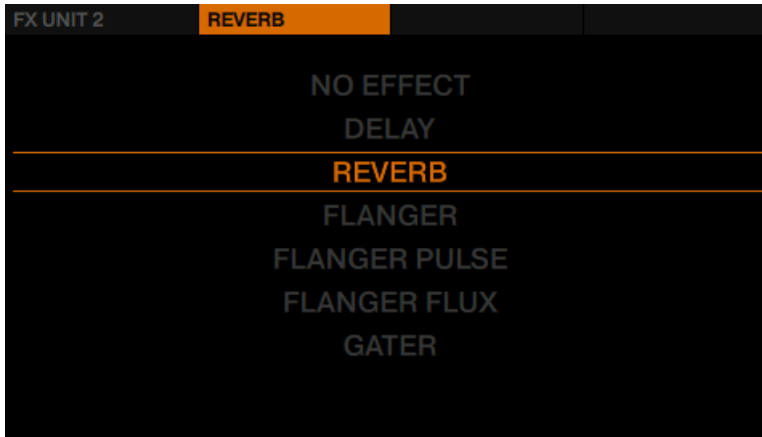 FX UNIT 2 REVERB
NO EFFECT
DELAY
REVERB
FLANGER
FLANGER PULSE
FLANGER FLUX
GATER